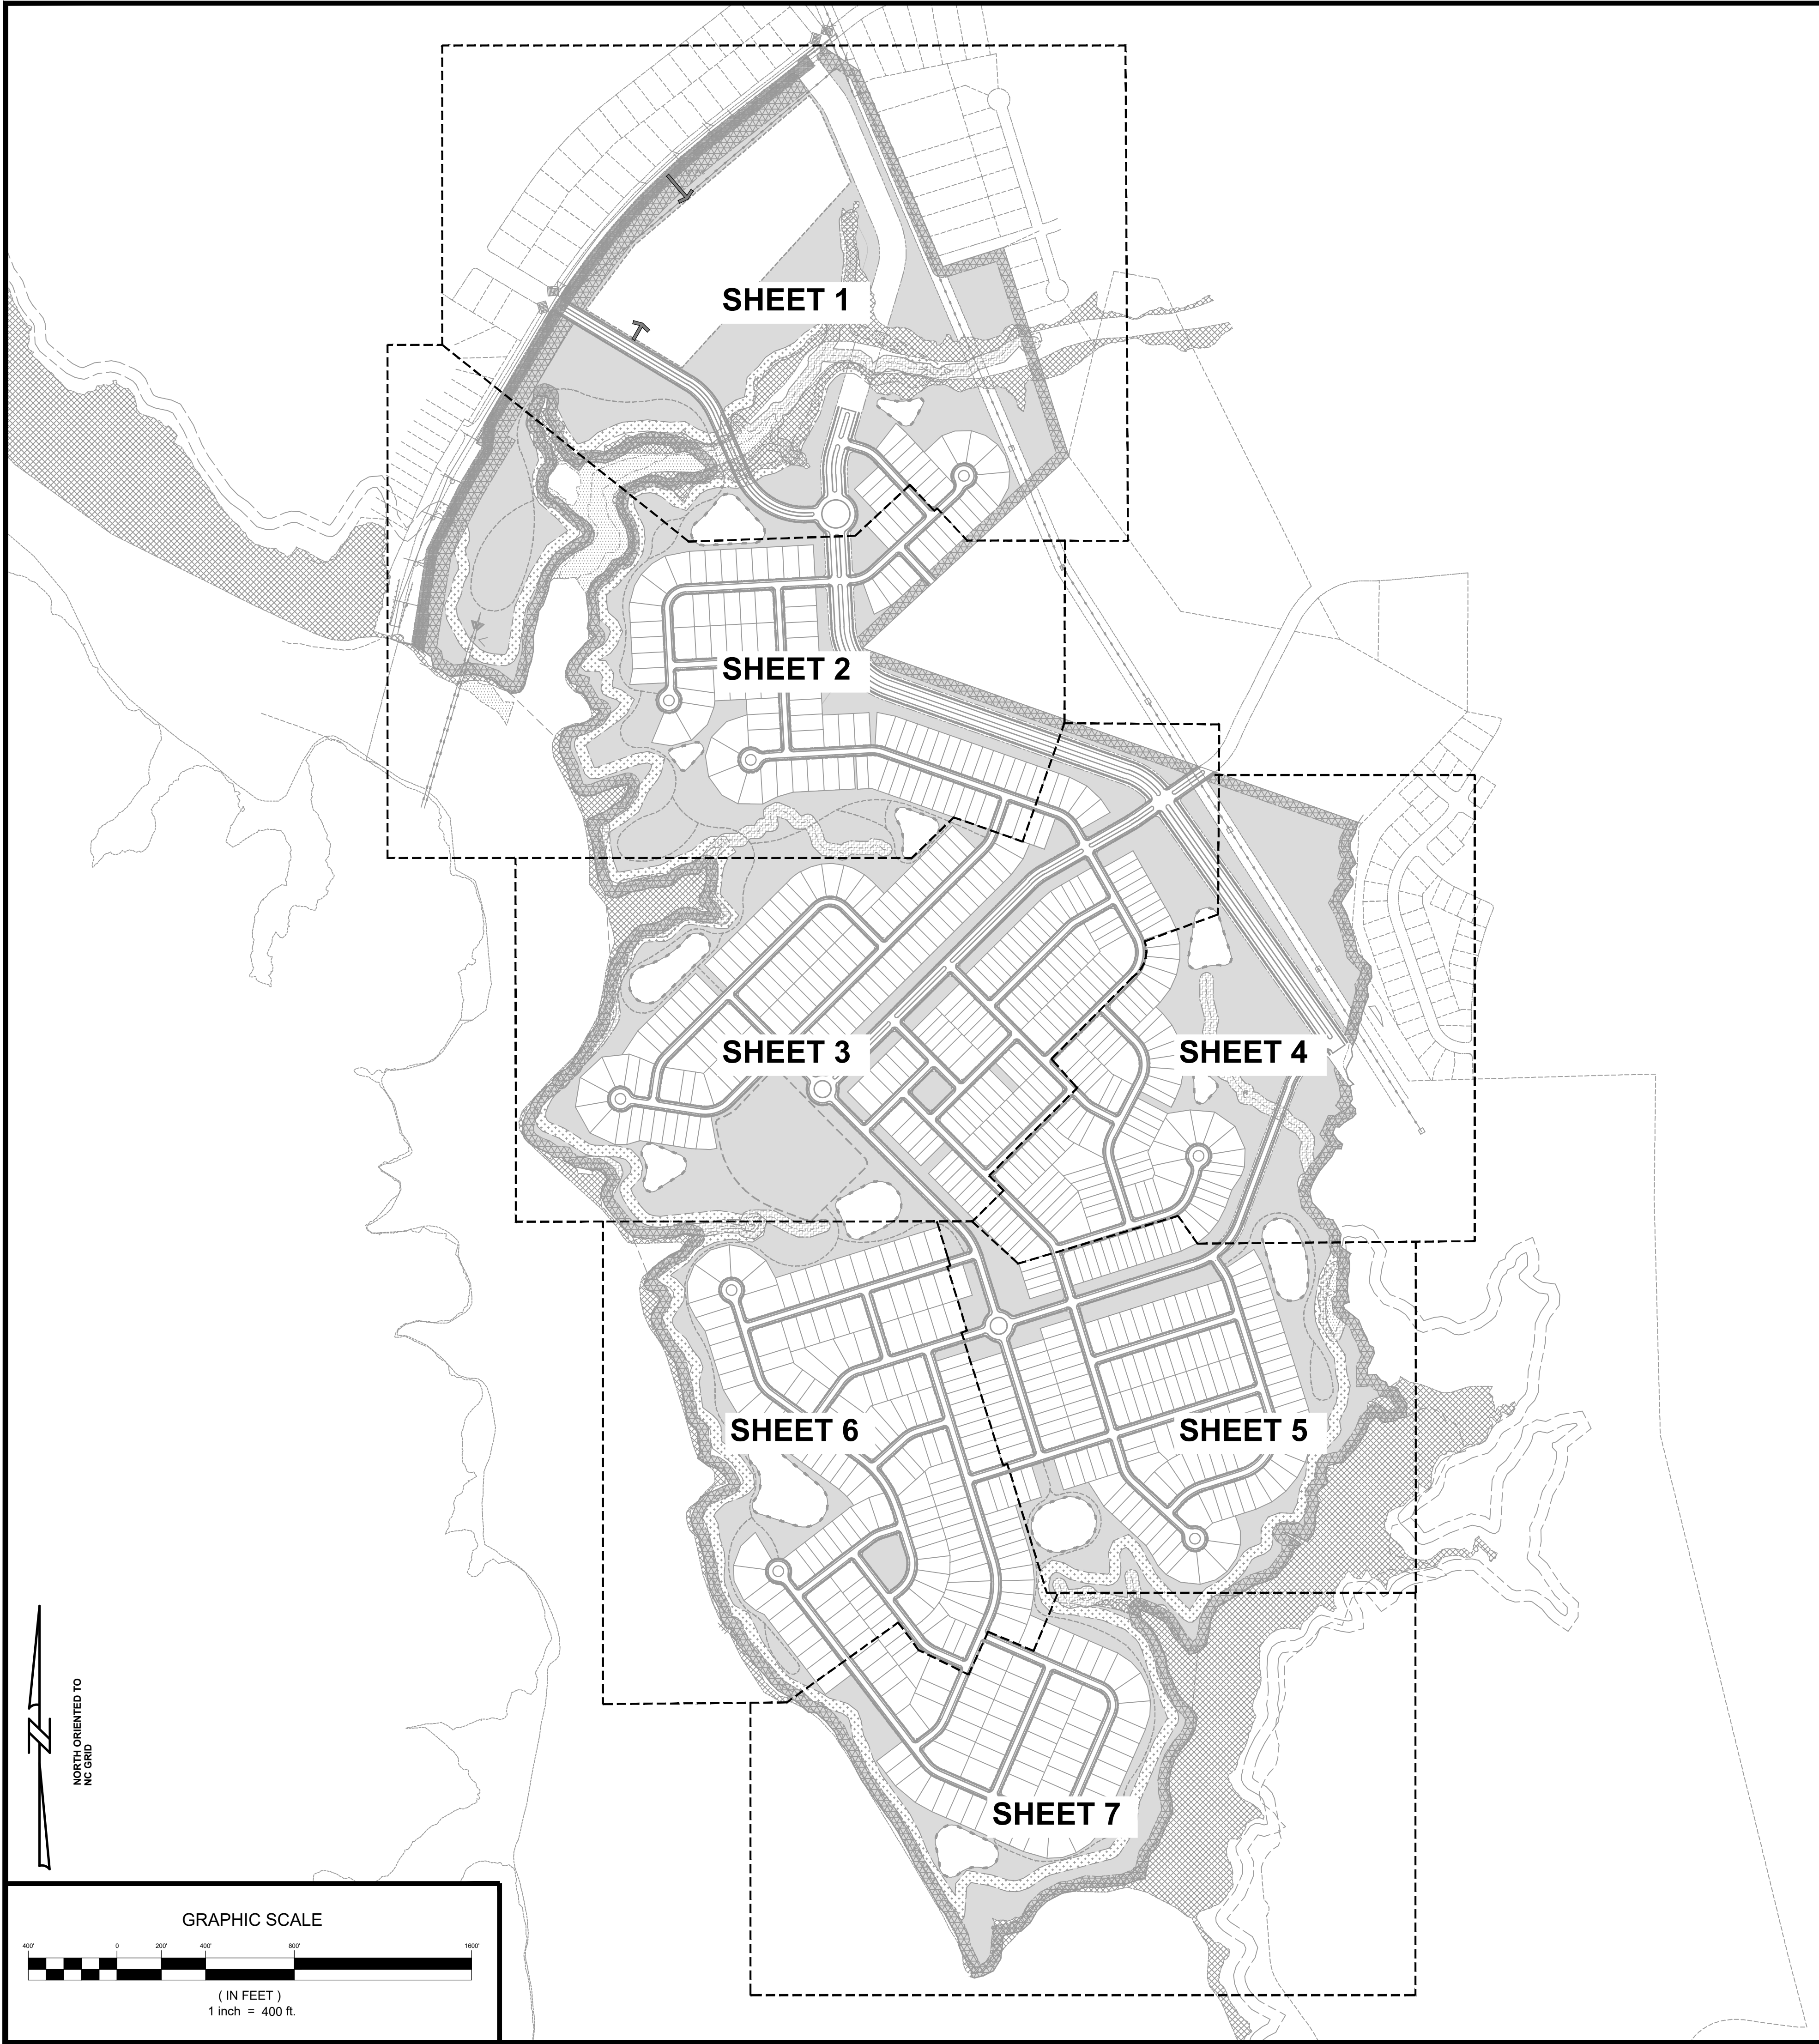 SHEET 1
SHEET 2
SHEET 3
SHEET 4
SHEET 6
SHEET 5
SHEET 7
NORTH ORIENTED TO
NC GRID
GRAPHIC SCALE
400' 0 200' 400' 800' 1600'
( IN FEET )
1 inch = 400 ft.